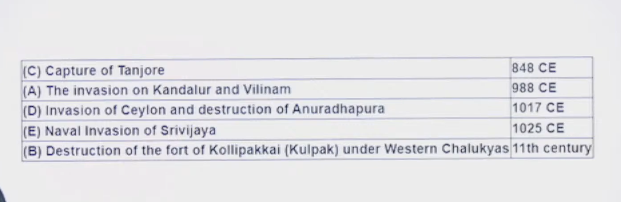 (C) Capture of Tanjore 848 CE
(A) The invasion on Kandalur and Vilinam 988 CE
(D) Invasion of Ceylon and destruction of Anuradhapura 1017 CE
(E) Naval Invasion of Srivijaya 1025 CE
(B) Destruction of the fort of Kollipakkai (Kulpak) under Western Chalukyas 11th century